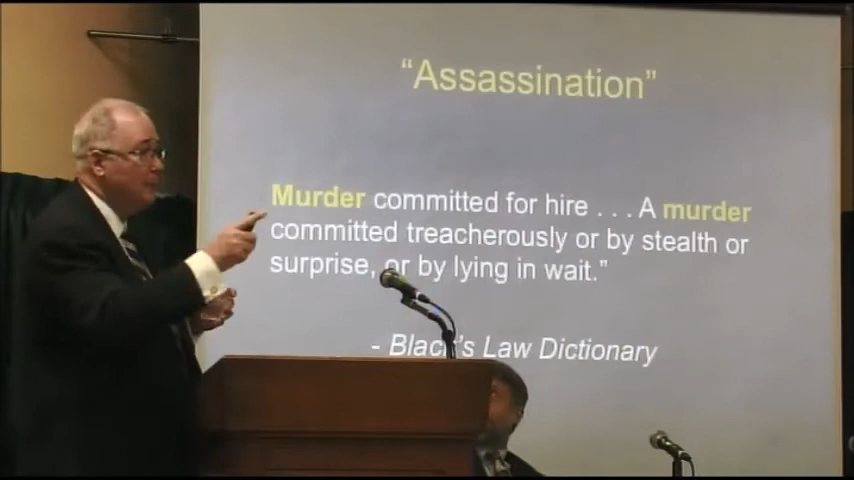 “Assassination”
Murder committed for hire . . . A murder
committed treacherously or by stealth or
surprise, or by lying in wait.”
- Black's Law Dictionary